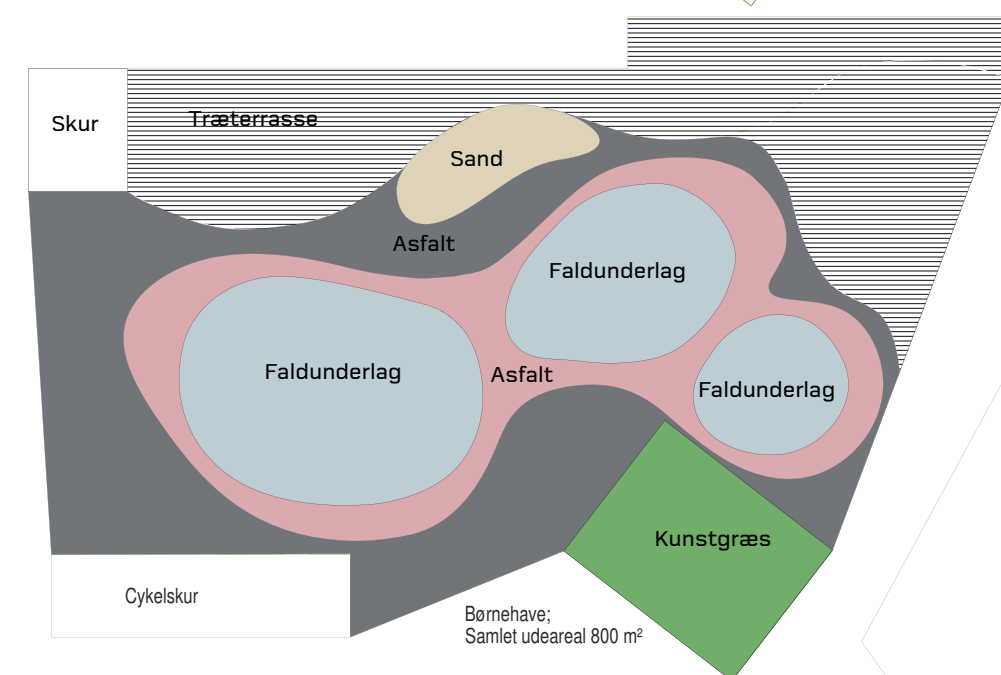 Skur
Træterrasse
Sand
Asfalt
Faldunderlag
Faldunderlag
Asfalt
Faldunderlag
Kunstgræs
Cykelskur
Børnehave;
Samlet udeareal 800 m²